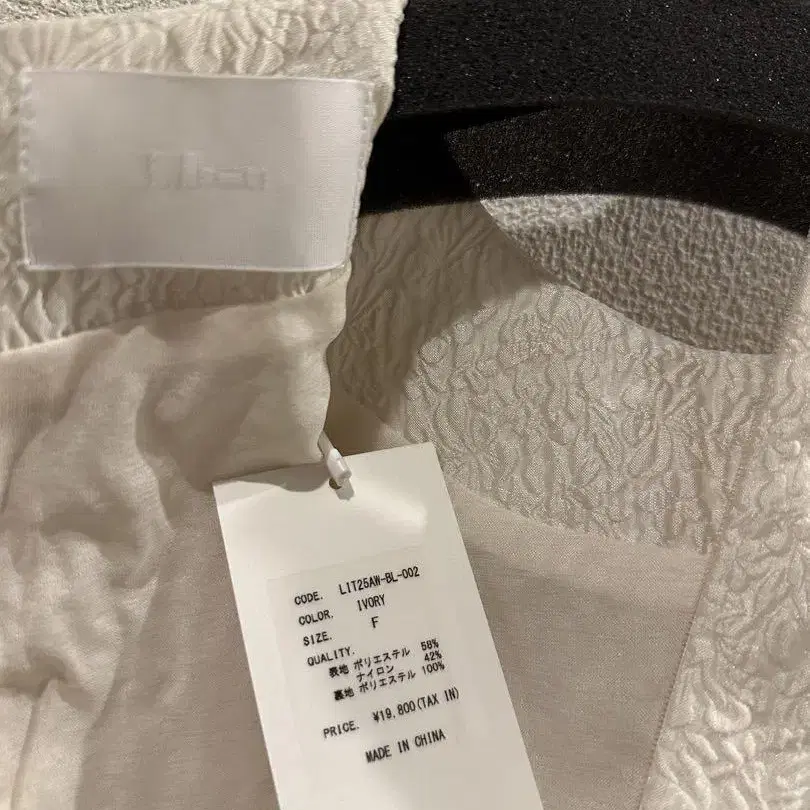 CODE. LIT25AW-BL-002
COLOR. IVORY
SIZE. F
QUALITY.
表地 ポリエステル 58%
ナイロン 42%
裏地 ポリエステル 100%
PRICE. ¥19,800(TAX IN)
MADE IN CHINA